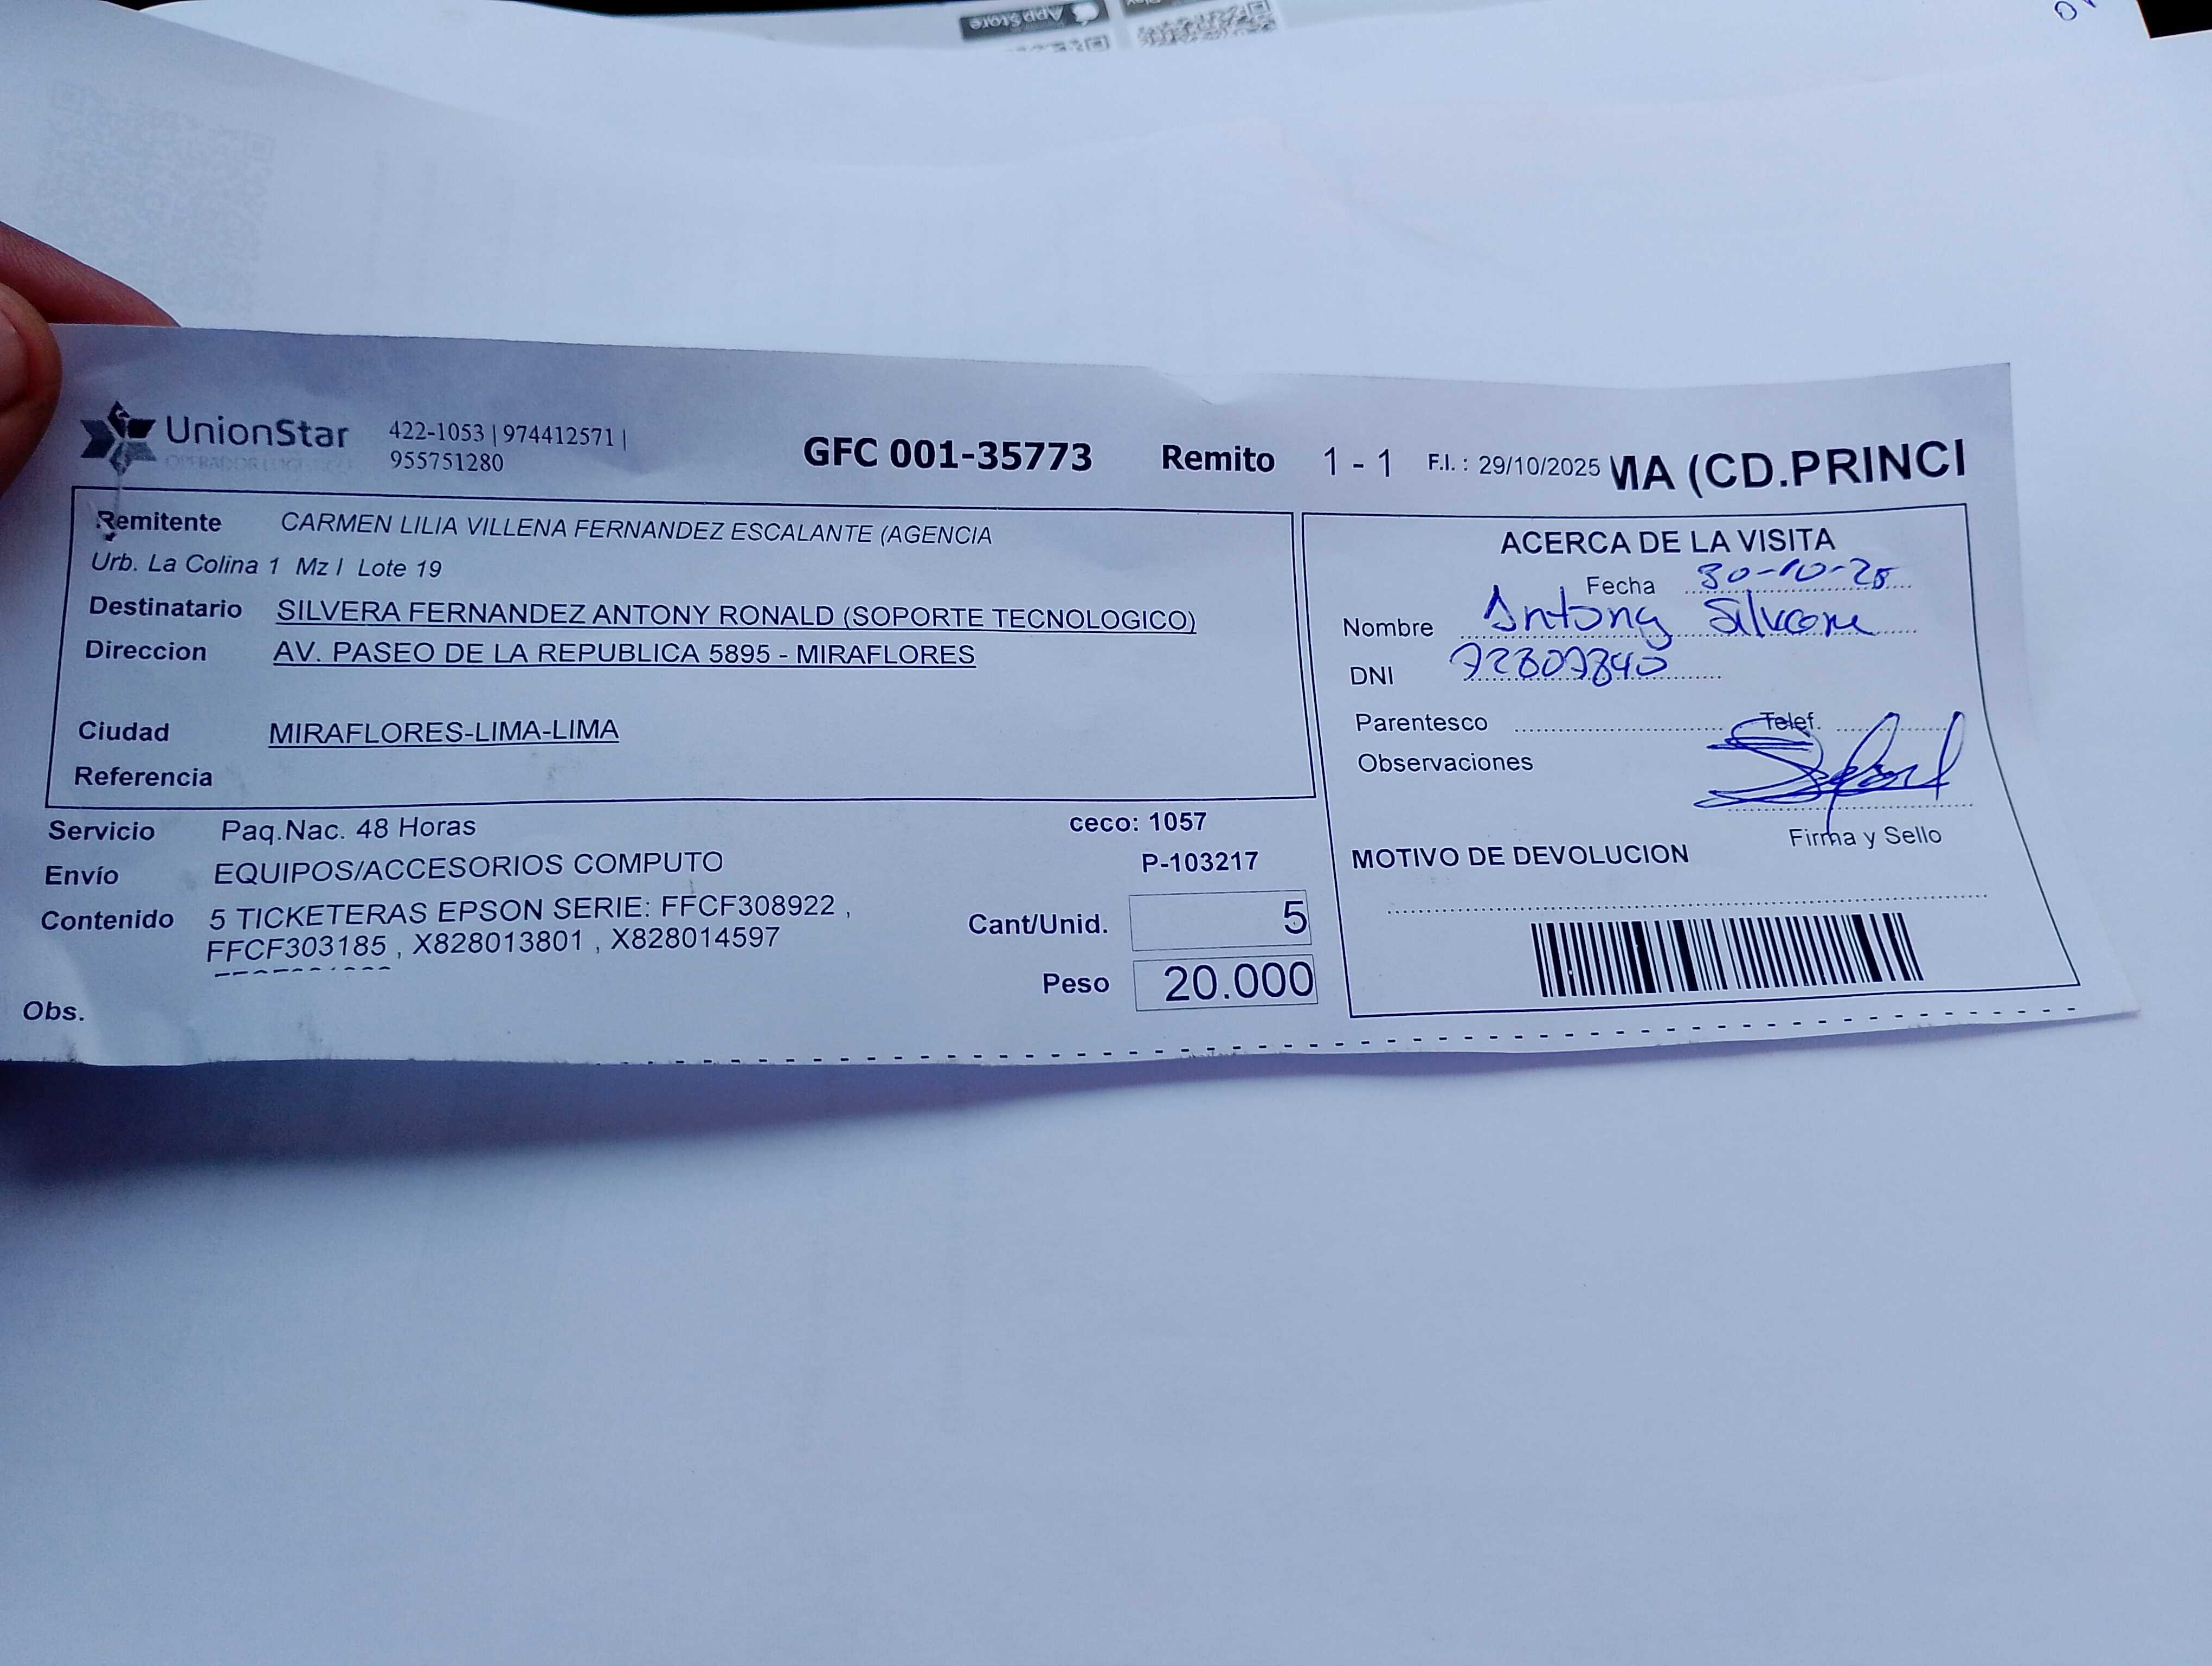 App Store
UnionStar
OPERADOR LOGISTICO
422-1053 | 974412571 |
955751280
GFC 001-35773 Remito 1 - 1 F.I. : 29/10/2025 MA (CD.PRINCI
Remitente CARMEN LILIA VILLENA FERNANDEZ ESCALANTE (AGENCIA
Urb. La Colina 1 Mz I Lote 19
Destinatario SILVERA FERNANDEZ ANTONY RONALD (SOPORTE TECNOLOGICO)
Direccion AV. PASEO DE LA REPUBLICA 5895 - MIRAFLORES
Ciudad MIRAFLORES-LIMA-LIMA
Referencia
Servicio Paq.Nac. 48 Horas
ceco: 1057
Envío EQUIPOS/ACCESORIOS COMPUTO
P-103217
Contenido 5 TICKETERAS EPSON SERIE: FFCF308922 ,
FFCF303185 , X828013801 , X828014597
Cant/Unid. 5
Peso 20.000
Obs.
ACERCA DE LA VISITA
Fecha 30-10-25
Nombre Antony Silvera
DNI 72807840
Parentesco Telef.
Observaciones
Firma y Sello
MOTIVO DE DEVOLUCION